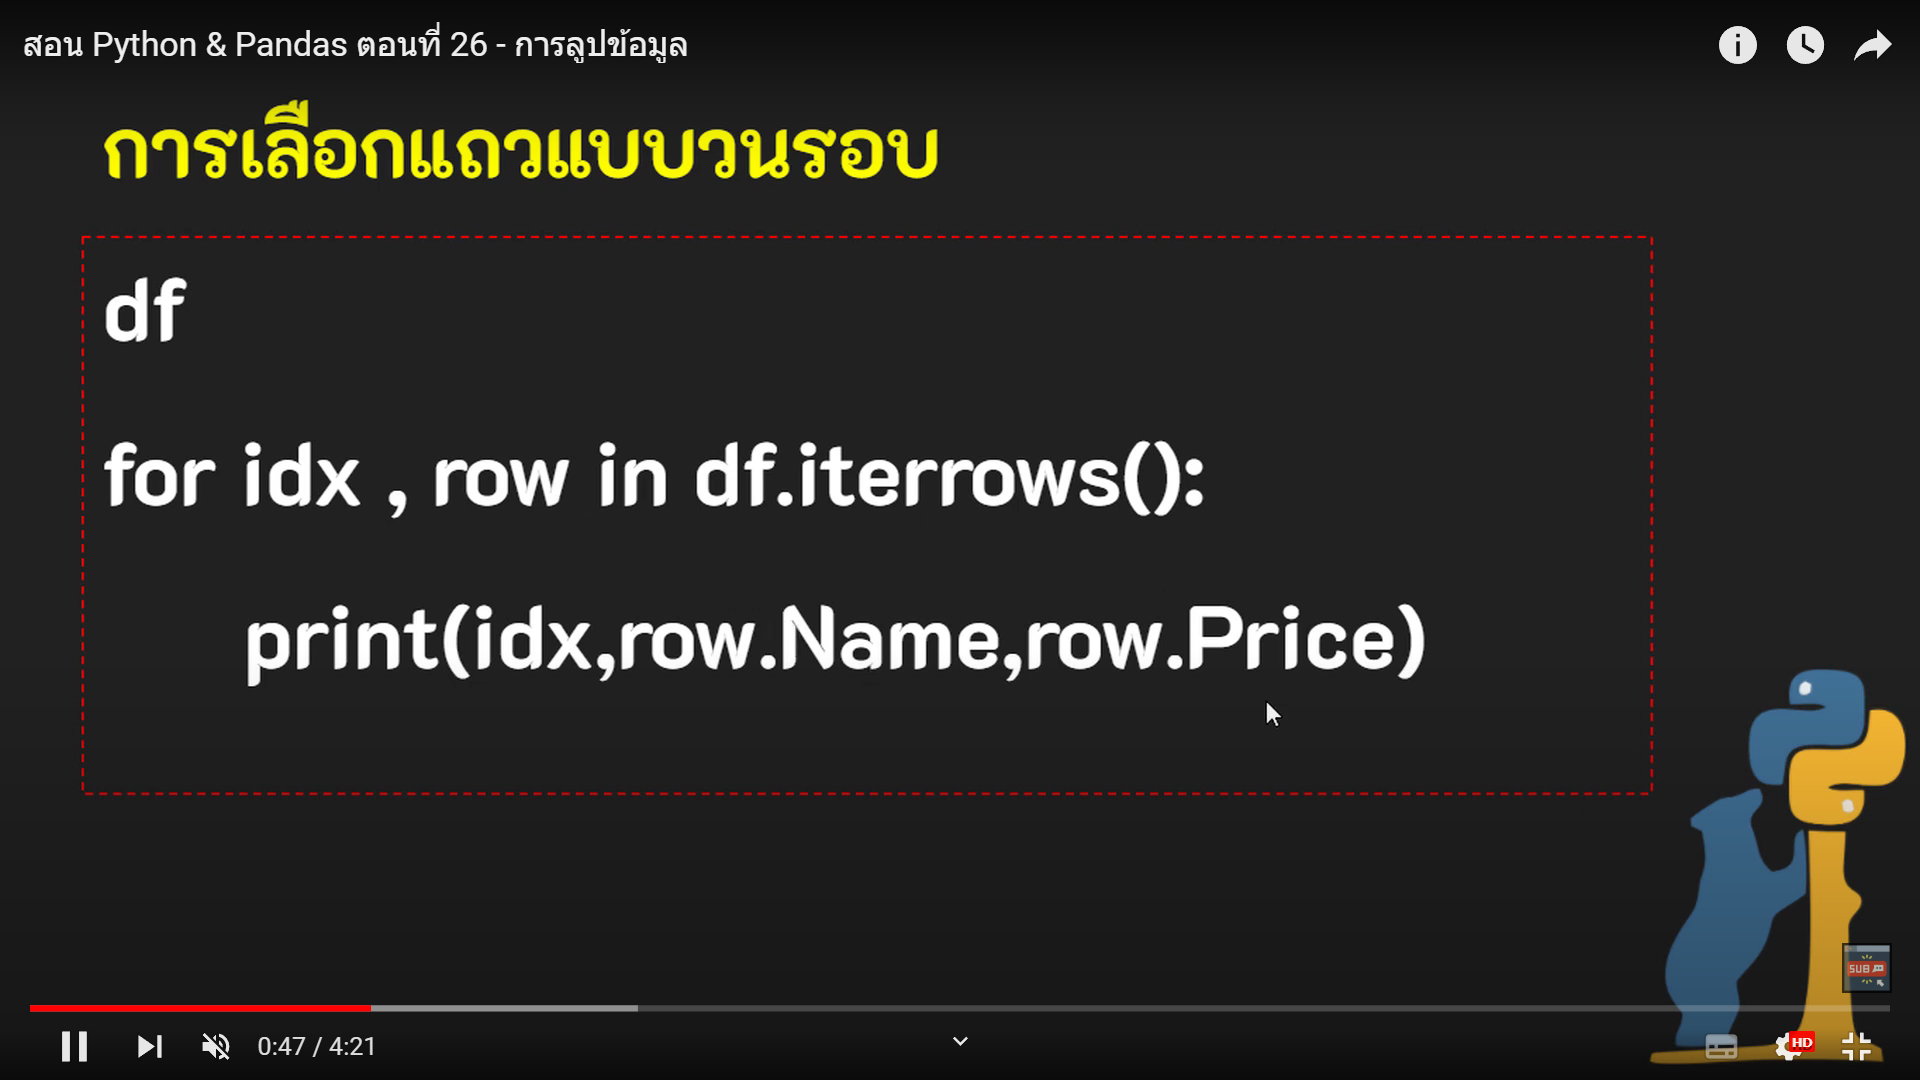 สอน Python & Pandas ตอนที่ 26 - การลูปข้อมูล
การเลือกแถวแบบวนรอบ
df
for idx , row in df.iterrows():
print(idx,row.Name,row.Price)
SUB
0:47 / 4:21
HD